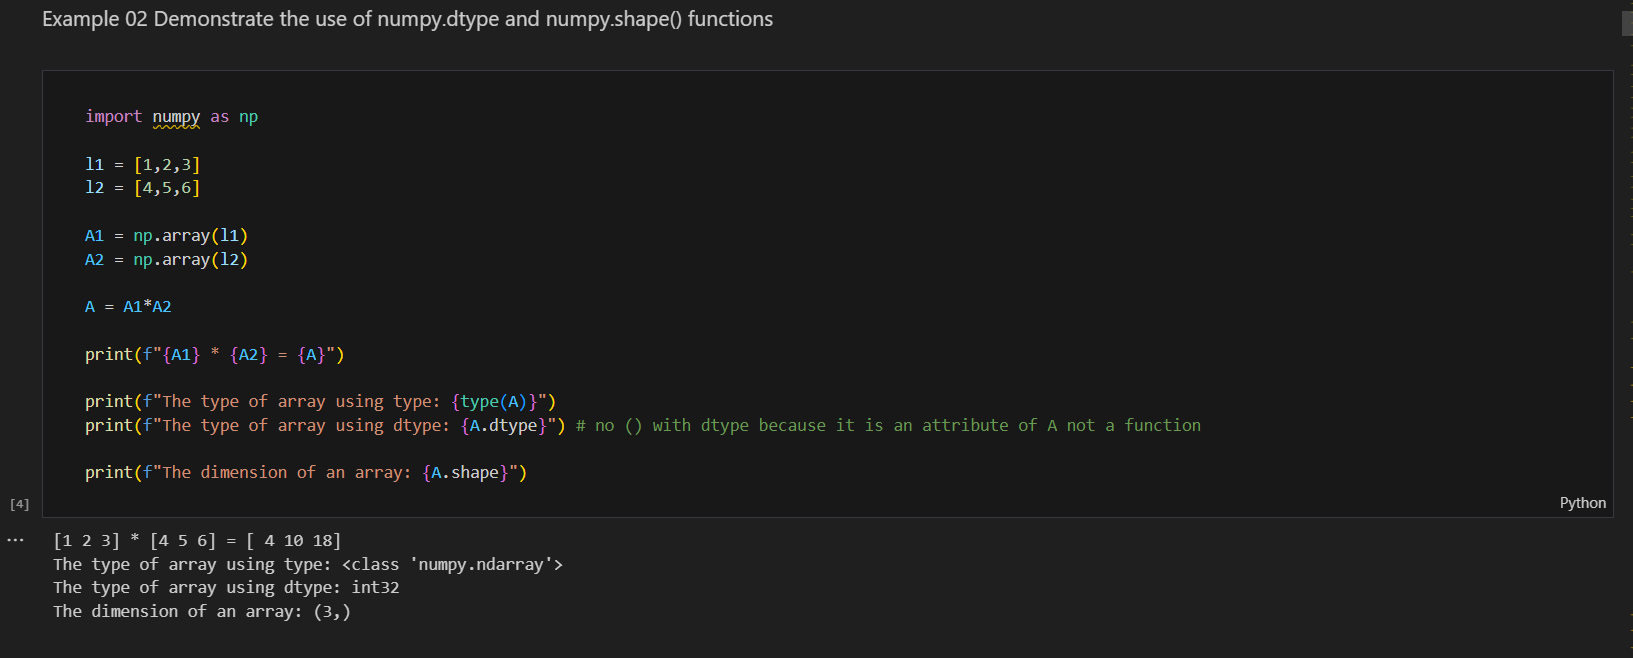 Example 02 Demonstrate the use of numpy.dtype and numpy.shape() functions
import numpy as np
l1 = [1,2,3]
l2 = [4,5,6]
A1 = np.array(l1)
A2 = np.array(l2)
A = A1*A2
print(f"{A1} * {A2} = {A}")
print(f"The type of array using type: {type(A)}")
print(f"The type of array using dtype: {A.dtype}") # no () with dtype because it is an attribute of A not a function
print(f"The dimension of an array: {A.shape}")
[4]
Python
...
[1 2 3] * [4 5 6] = [ 4 10 18]
The type of array using type: <class 'numpy.ndarray'>
The type of array using dtype: int32
The dimension of an array: (3,)